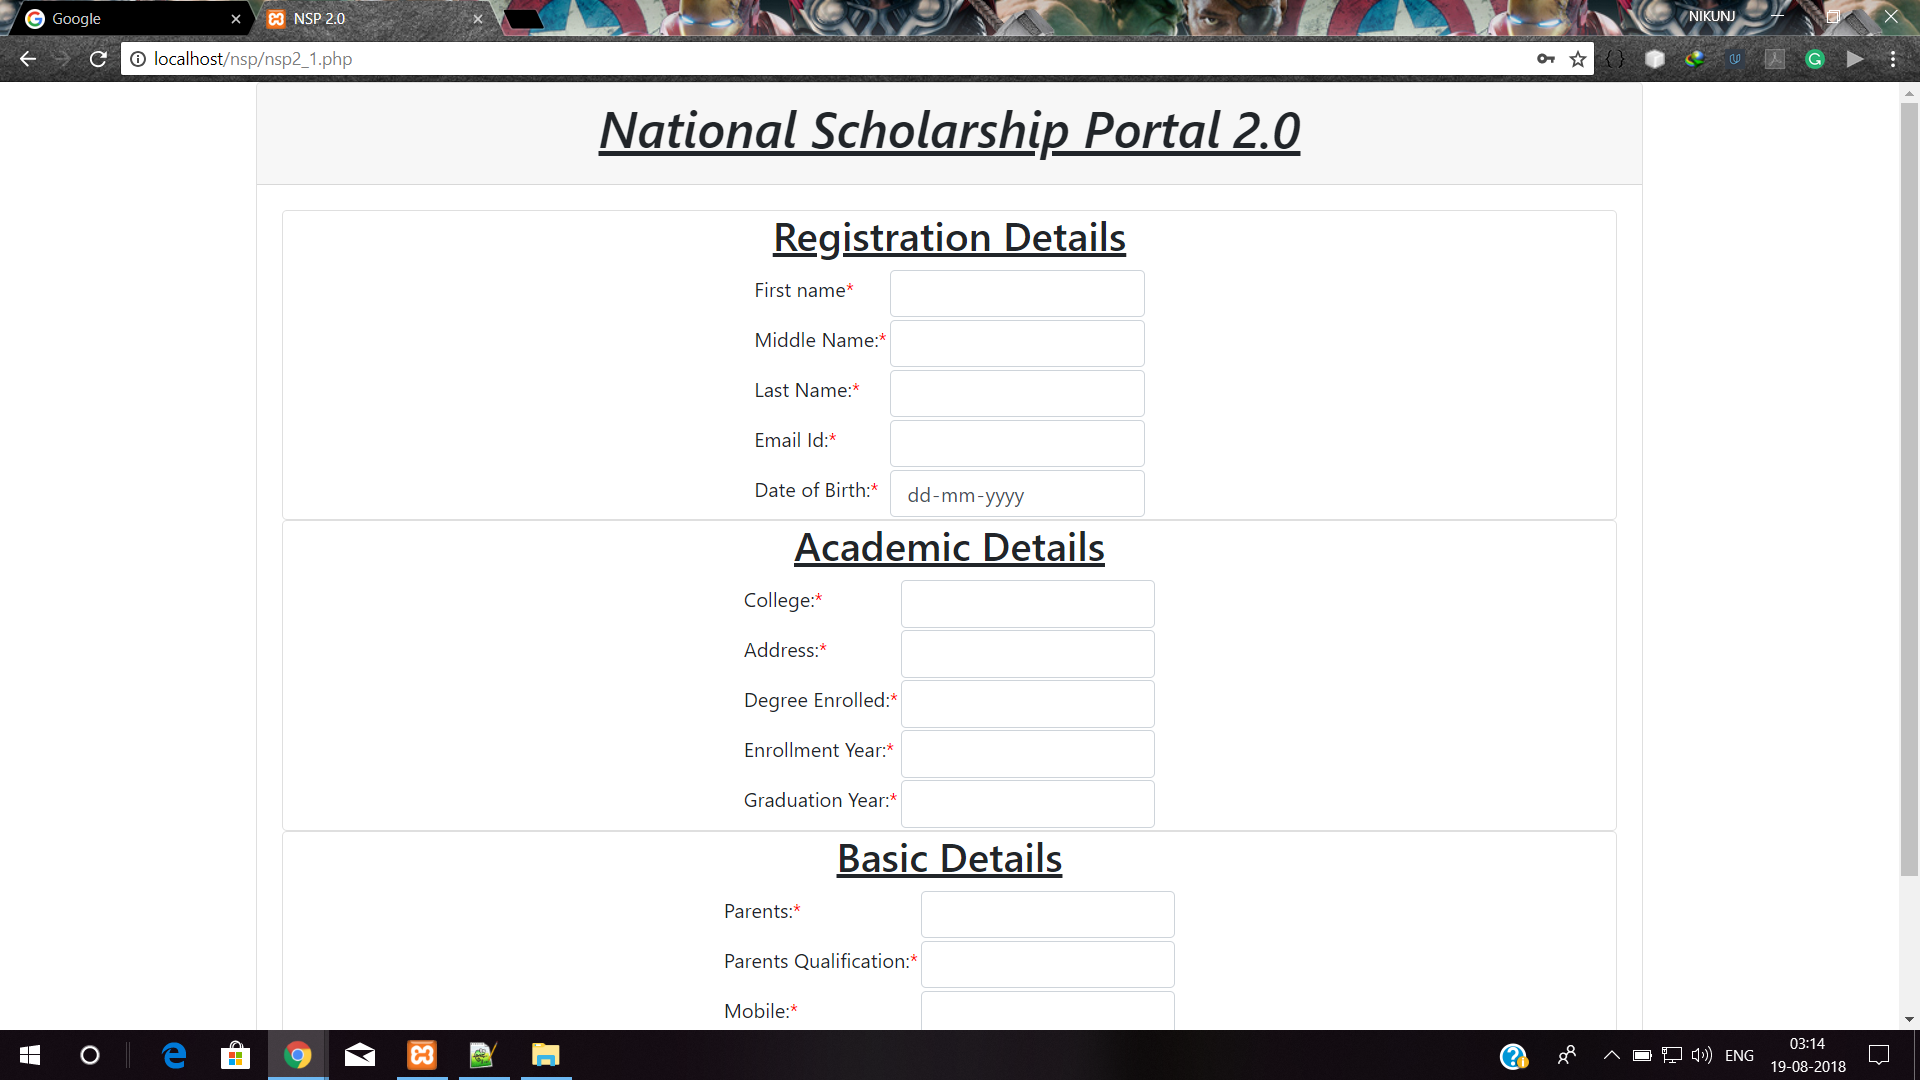 Google
NSP 2.0
NIKUNJ
localhost/nsp/nsp2_1.php
National Scholarship Portal 2.0
Registration Details
First name*
Middle Name:*
Last Name:*
Email Id:*
Date of Birth:* dd-mm-yyyy
Academic Details
College:*
Address:*
Degree Enrolled:*
Enrollment Year:*
Graduation Year:*
Basic Details
Parents:*
Parents Qualification:*
Mobile:*
ENG
03:14
19-08-2018